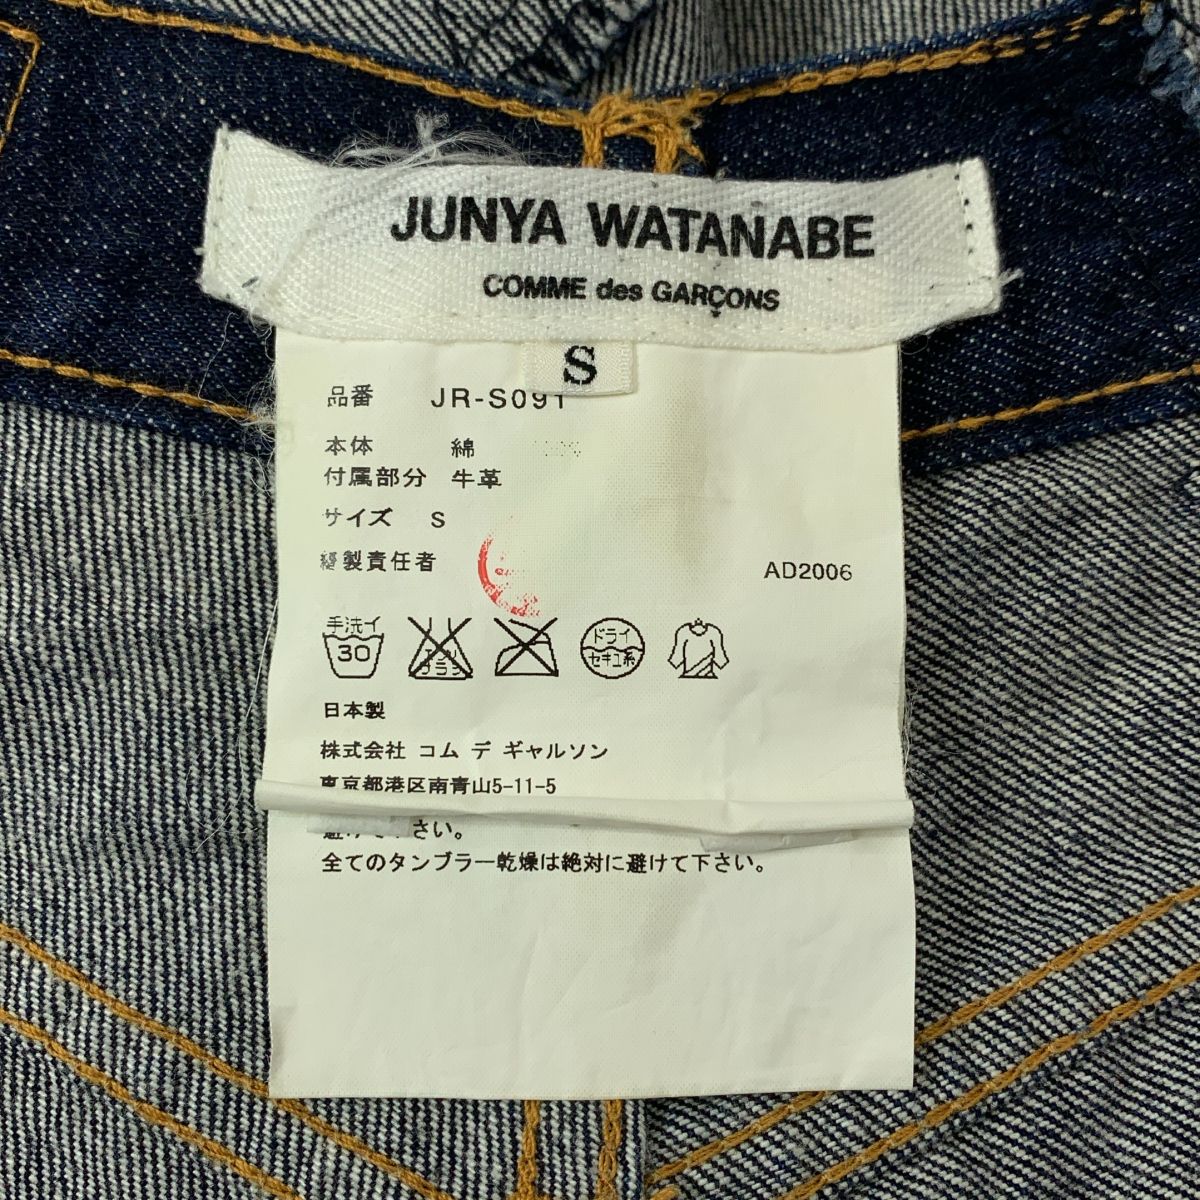 JUNYA WATANABE
COMME des GARÇONS
S
品番 JR-S091
本体 綿
付属部分 牛革
サイズ S
縫製責任者
AD2006
手洗イ
30
ドライ
セキユ系
日本製
株式会社 コム デ ギャルソン
東京都港区南青山5-11-5
避けて下さい。
全てのタンブラー乾燥は絶対に避けて下さい。